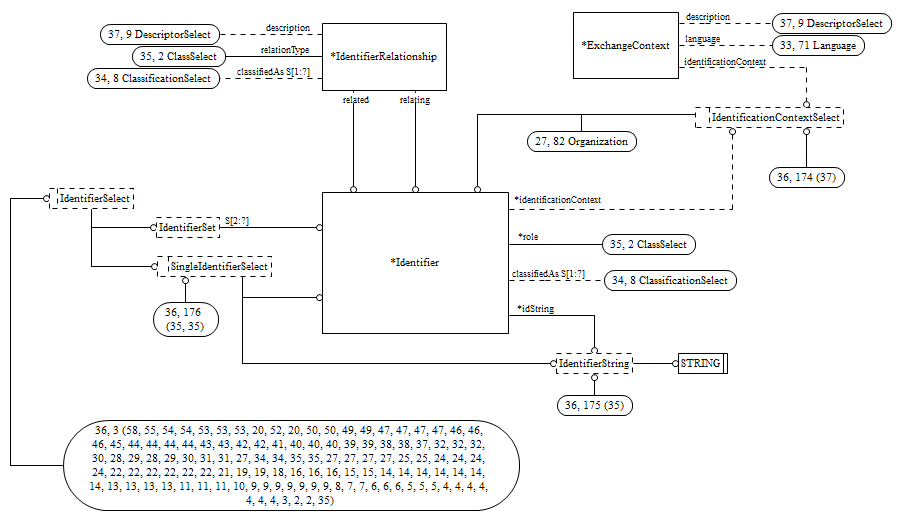 description
37, 9 DescriptorSelect
relationType
35, 2 ClassSelect
classifiedAs S[1:?]
34, 8 ClassificationSelect
*IdentifierRelationship
related
relating
*ExchangeContext
description
37, 9 DescriptorSelect
language
33, 71 Language
identificationContext
IdentificationContextSelect
27, 82 Organization
36, 174 (37)
IdentifierSelect
IdentifierSet
S[2:?]
SingleIdentifierSelect
36, 176
(35, 35)
*Identifier
*identificationContext
*role
35, 2 ClassSelect
classifiedAs S[1:?]
34, 8 ClassificationSelect
*idString
IdentifierString
STRING
36, 175 (35)
36, 3 (58, 55, 54, 54, 53, 53, 53, 20, 52, 20, 50, 50, 49, 49, 47, 47, 47, 47, 46, 46,
46, 45, 44, 44, 44, 44, 43, 43, 42, 42, 41, 40, 40, 40, 39, 39, 38, 38, 37, 32, 32, 32,
30, 28, 29, 28, 29, 30, 31, 31, 27, 34, 34, 35, 35, 27, 27, 27, 27, 25, 25, 24, 24, 24,
24, 22, 22, 22, 22, 22, 22, 21, 19, 19, 18, 16, 16, 16, 15, 15, 14, 14, 14, 14, 14, 14,
14, 13, 13, 13, 13, 11, 11, 11, 10, 9, 9, 9, 9, 9, 9, 9, 8, 7, 7, 6, 6, 6, 5, 5, 5, 4, 4, 4, 4,
4, 4, 4, 3, 2, 2, 35)